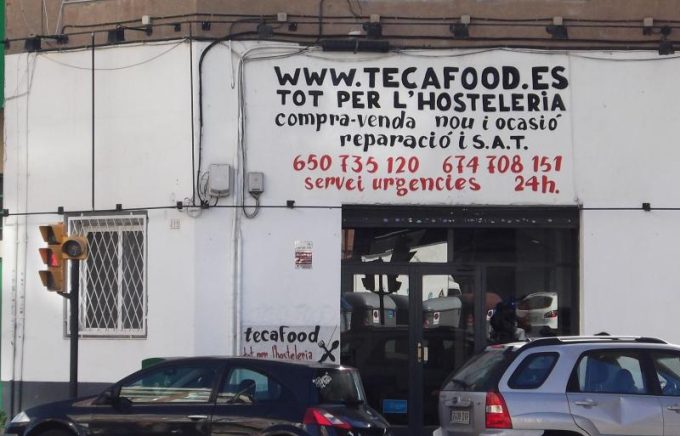 WWW.TECAFOOD.ES
TOT PER L'HOSTELERIA
compra-venda nou i ocasió
reparació i S.A.T.
650 735 120 674 708 151
servei urgencies 24h.
tecafood
tot per l'hosteleria